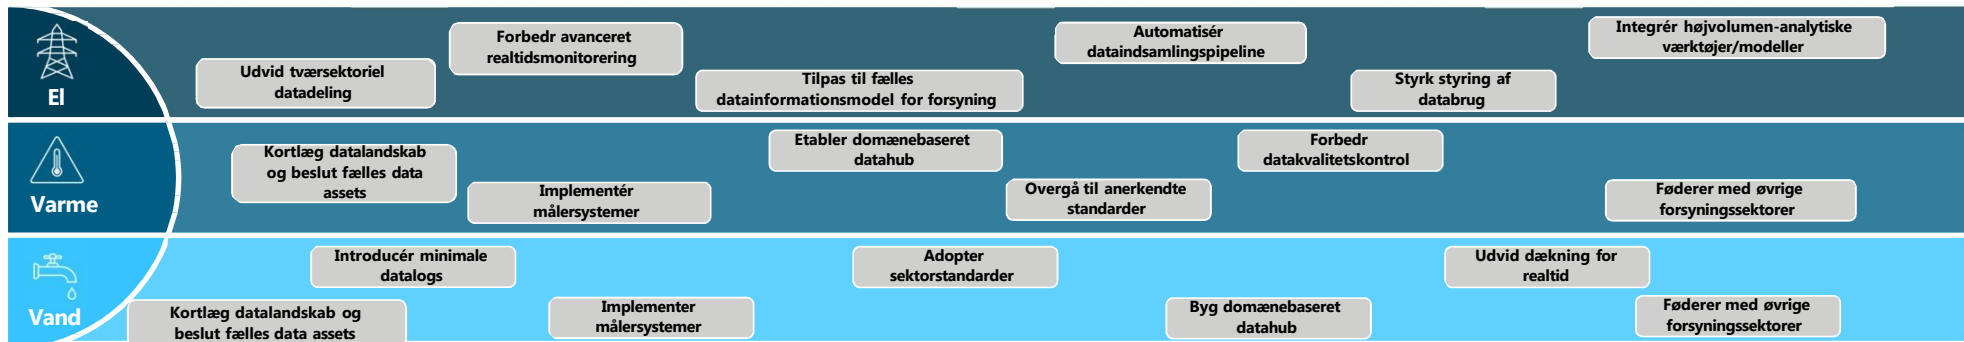 El
Udvid tværsektoriel
datadeling
Forbedr avanceret
realtidsmonitorering
Tilpas til fælles
datainformationsmodel for forsyning
Automatisér
dataindsamlingspipeline
Styrk styring af
databrug
Integrér højvolumen-analytiske
værktøjer/modeller
Varme
Kortlæg datalandskab
og beslut fælles data
assets
Implementér
målersystemer
Etabler domænebaseret
datahub
Overgå til anerkendte
standarder
Forbedr
datakvalitetskontrol
Føderer med øvrige
forsyningssektorer
Vand
Kortlæg datalandskab og
beslut fælles data assets
Introducér minimale
datalogs
Implementer
målersystemer
Adopter
sektorstandarder
Byg domænebaseret
datahub
Udvid dækning for
realtid
Føderer med øvrige
forsyningssektorer